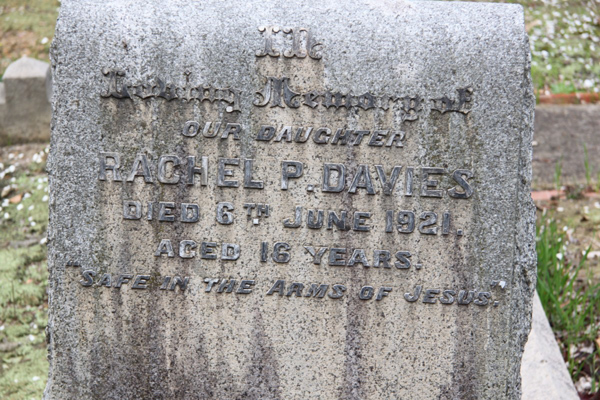 In
Loving Memory of
OUR DAUGHTER
RACHEL P. DAVIES
DIED 6TH JUNE 1921.
AGED 16 YEARS.
"SAFE IN THE ARMS OF JESUS."